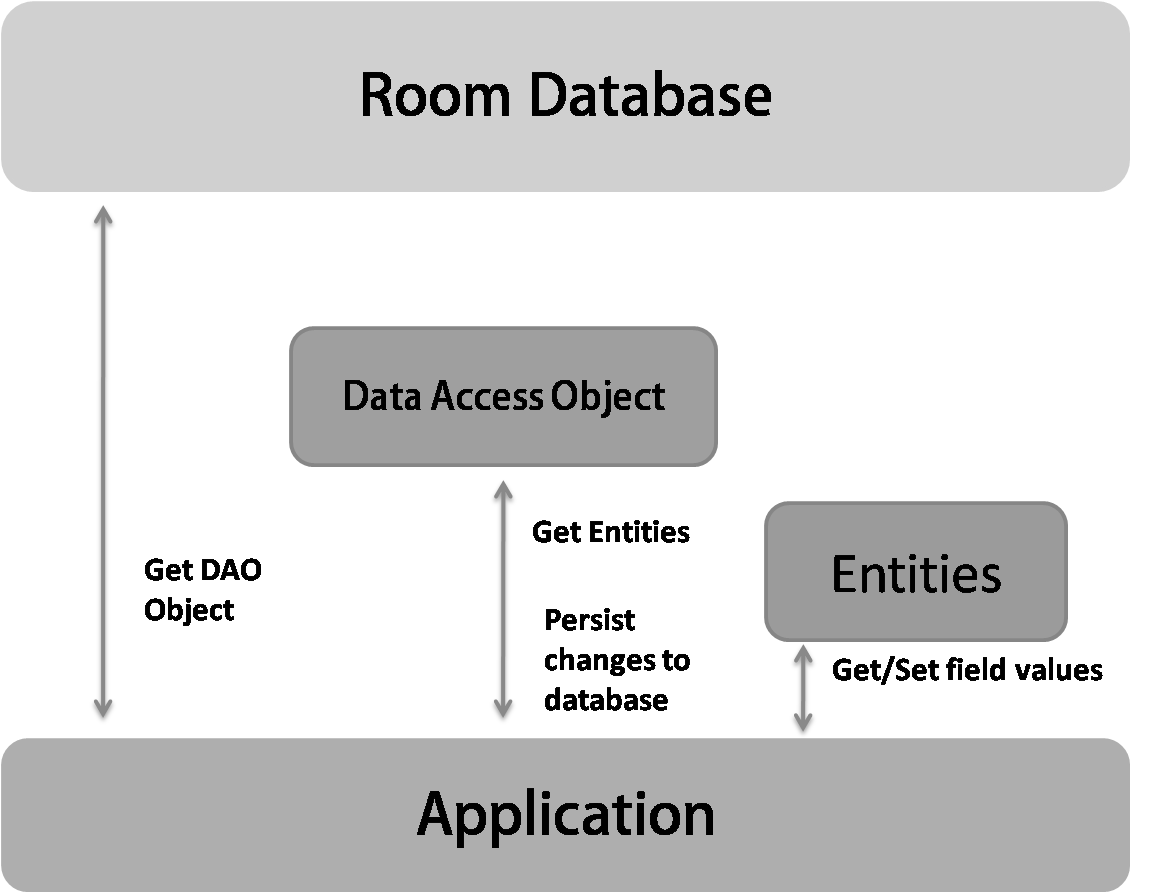 Room Database
Data Access Object
Get Entities
Entities
Get DAO
Object
Persist
changes to
database
Get/Set field values
Application